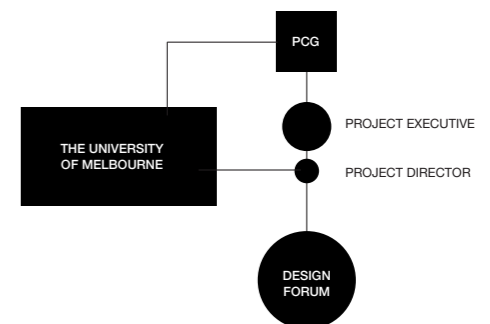 PCG
PROJECT EXECUTIVE
THE UNIVERSITY
OF MELBOURNE
PROJECT DIRECTOR
DESIGN
FORUM